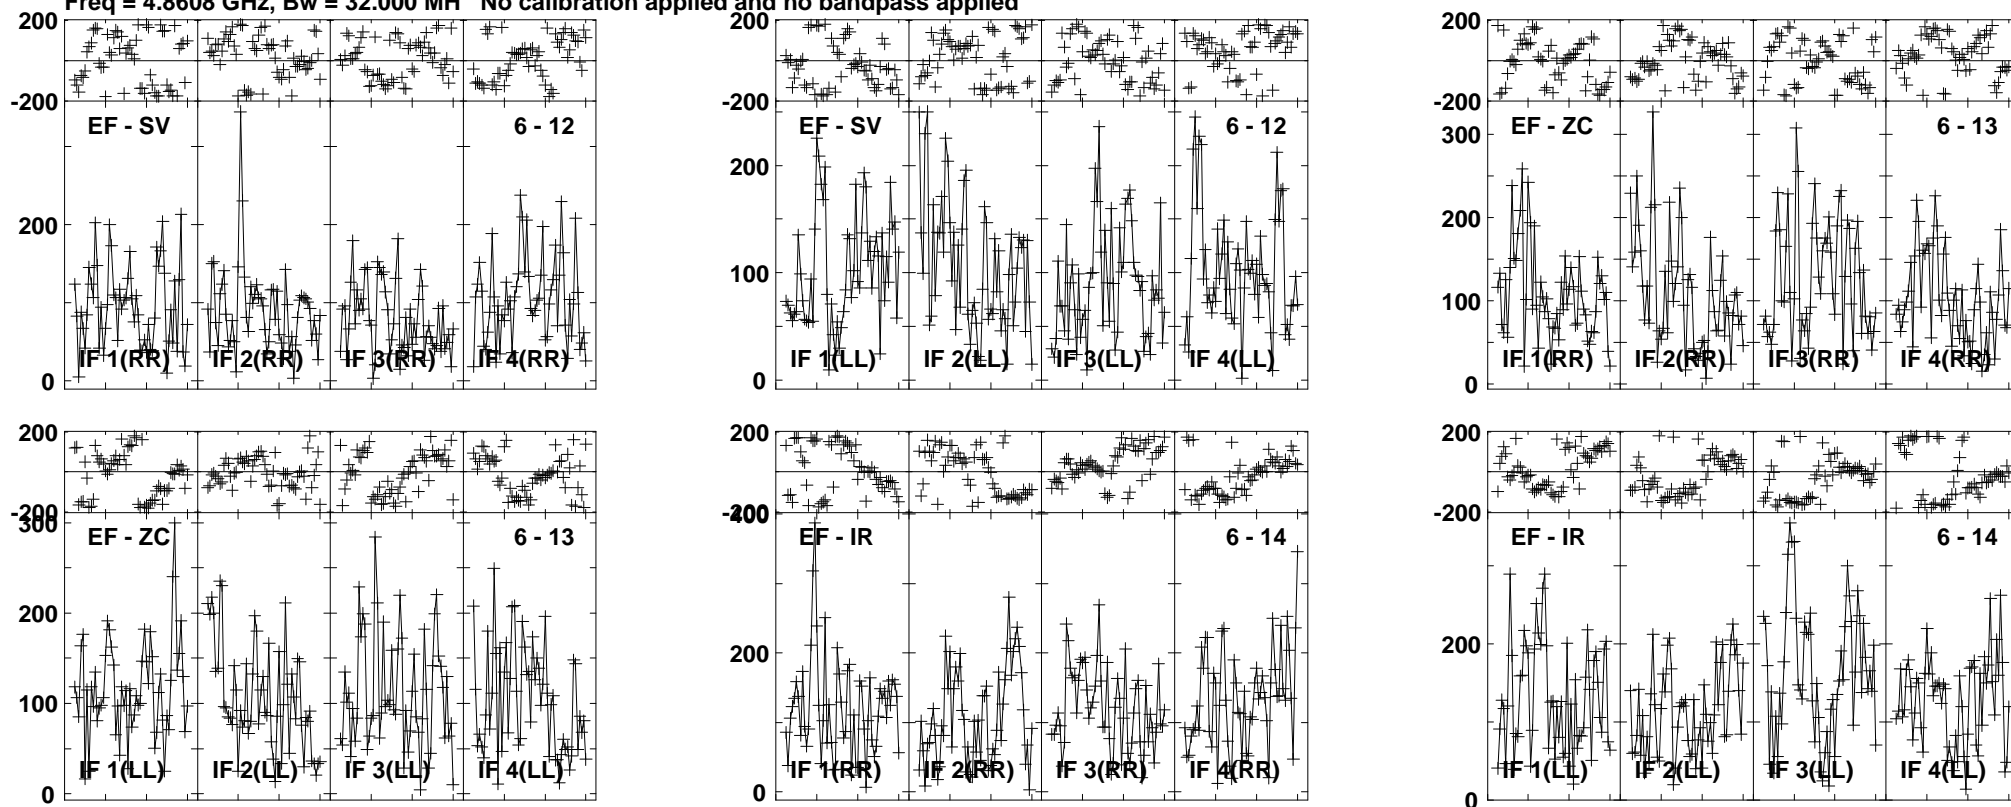 Freq = 4.8608 GHz, Bw = 32.000 MH No calibration applied and no bandpass applied
200
-200
EF - SV
6 - 12
200
0
IF 1(RR)
IF 2(RR)
IF 3(RR)
IF 4(RR)
200
-200
EF - SV
6 - 12
200
100
0
IF 1(LL)
IF 2(LL)
IF 3(LL)
IF 4(LL)
200
-200
EF - ZC
6 - 13
300
200
100
0
IF 1(RR)
IF 2(RR)
IF 3(RR)
IF 4(RR)
200
-200
300
EF - ZC
6 - 13
200
100
0
IF 1(LL)
IF 2(LL)
IF 3(LL)
IF 4(LL)
200
-200
400
EF - IR
6 - 14
200
0
IF 1(RR)
IF 2(RR)
IF 3(RR)
IF 4(RR)
200
-200
EF - IR
6 - 14
200
0
IF 1(LL)
IF 2(LL)
IF 3(LL)
IF 4(LL)